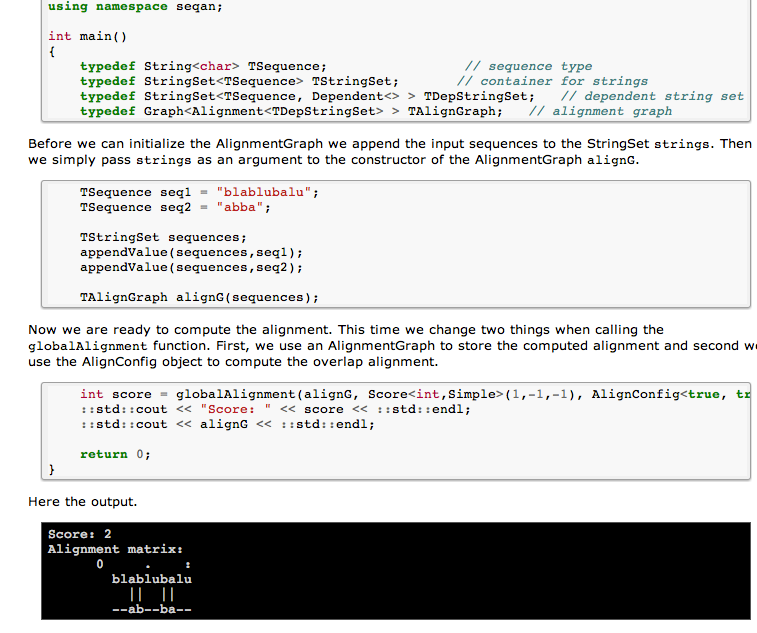 using namespace seqan;
int main()
{
typedef String<char> TSequence; // sequence type
typedef StringSet<TSequence> TStringSet; // container for strings
typedef StringSet<TSequence, Dependent<> > TDepStringSet; // dependent string set
typedef Graph<Alignment<TDepStringSet> > TAlignGraph; // alignment graph
Before we can initialize the AlignmentGraph we append the input sequences to the StringSet strings. Then
we simply pass strings as an argument to the constructor of the AlignmentGraph alignG.
TSequence seq1 = "blablubalu";
TSequence seq2 = "abba";
TStringSet sequences;
appendValue(sequences,seq1);
appendValue(sequences,seq2);
TAlignGraph alignG(sequences);
Now we are ready to compute the alignment. This time we change two things when calling the
globalAlignment function. First, we use an AlignmentGraph to store the computed alignment and second
use the AlignConfig object to compute the overlap alignment.
int score = globalAlignment(alignG, Score<int,Simple>(1,-1,-1), AlignConfig<true,
::std::cout << "Score: " << score << ::std::endl;
::std::cout << alignG << ::std::endl;
return 0;
}
Here the output.
Score: 2
Alignment matrix:
0 . :
blablubalu
|| ||
--ab--ba--